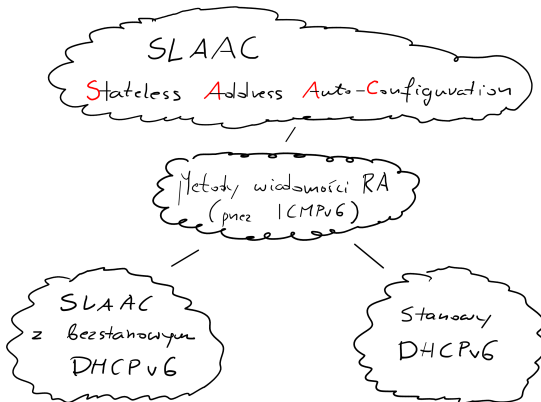 SLAAC
Stateless Address Auto-Configuration
Metody wiadomości RA
(przez ICMPv6)
SLAAC
z bezstanowym
DHCPv6
Stanowy
DHCPv6